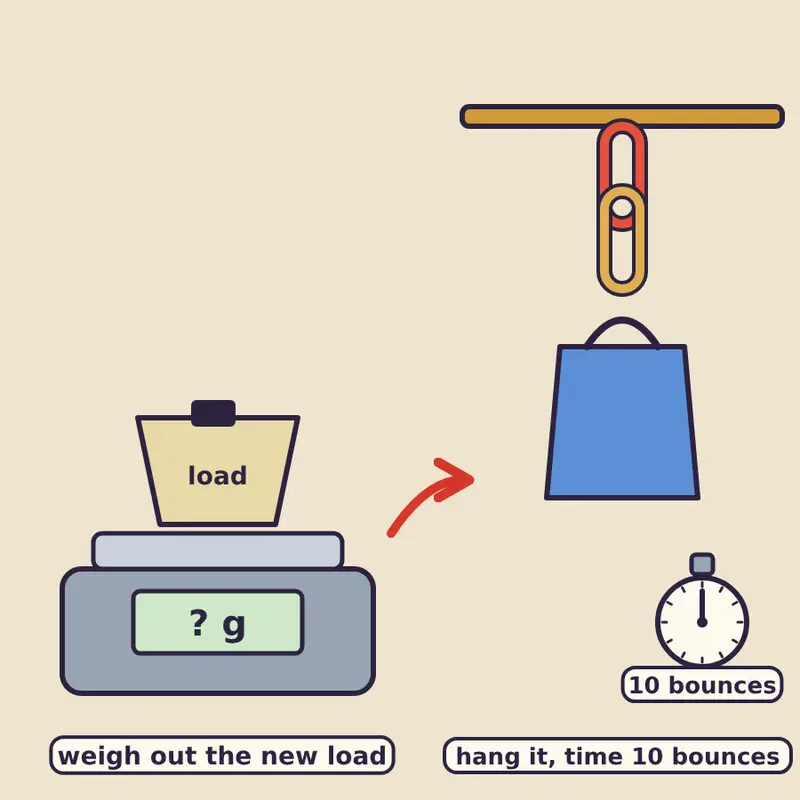 load
? g
10 bounces
weigh out the new load
hang it, time 10 bounces